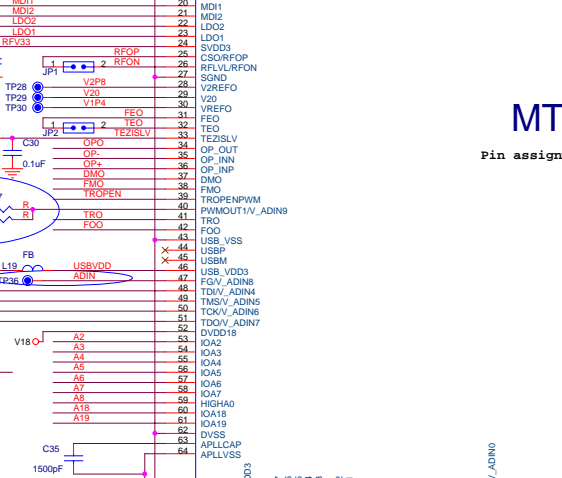 MDI1 20 MDI1
MDI2 21 MDI2
LDO2 22 LDO2
LDO1 23 LDO1
RFV33 24 SVDD3
RFOP 25 CSO/RFOP
JP1 1 2 RFON 26 RFLVL/RFON
27 SGND
TP28 V2P8 28 V2REFO
TP29 V20 29 V20
TP30 V1P4 30 VREFO
FEO 31 FEO
JP2 1 2 TEO 32 TEO
TEZISLV 33 TEZISLV
C30 OPO 34 OP_OUT
OP- 35 OP_INN
0.1uF OP+ 36 OP_INP
DMO 37 DMO
FMO 38 FMO
TROPEN 39 TROPENPWM
R 40 PWMOUT1/V_ADIN9
R TRO 41 TRO
FOO 42 FOO
43 USB_VSS
44 USBP
FB 45 USBM
L19 USBVDD 46 USB_VDD3
TP36 ADIN 47 FG/V_ADIN8
48 TDI/V_ADIN4
49 TMS/V_ADIN5
50 TCK/V_ADIN6
51 TDO/V_ADIN7
52 DVDD18
V18 A2 53 IOA2
A3 54 IOA3
A4 55 IOA4
A5 56 IOA5
A6 57 IOA6
A7 58 IOA7
A8 59 HIGHA0
A18 60 IOA18
A19 61 IOA19
62 DVSS
C35 63 APLLCAP
1500pF 64 APLLVSS
MT
Pin assign
DD3
V_ADIN0